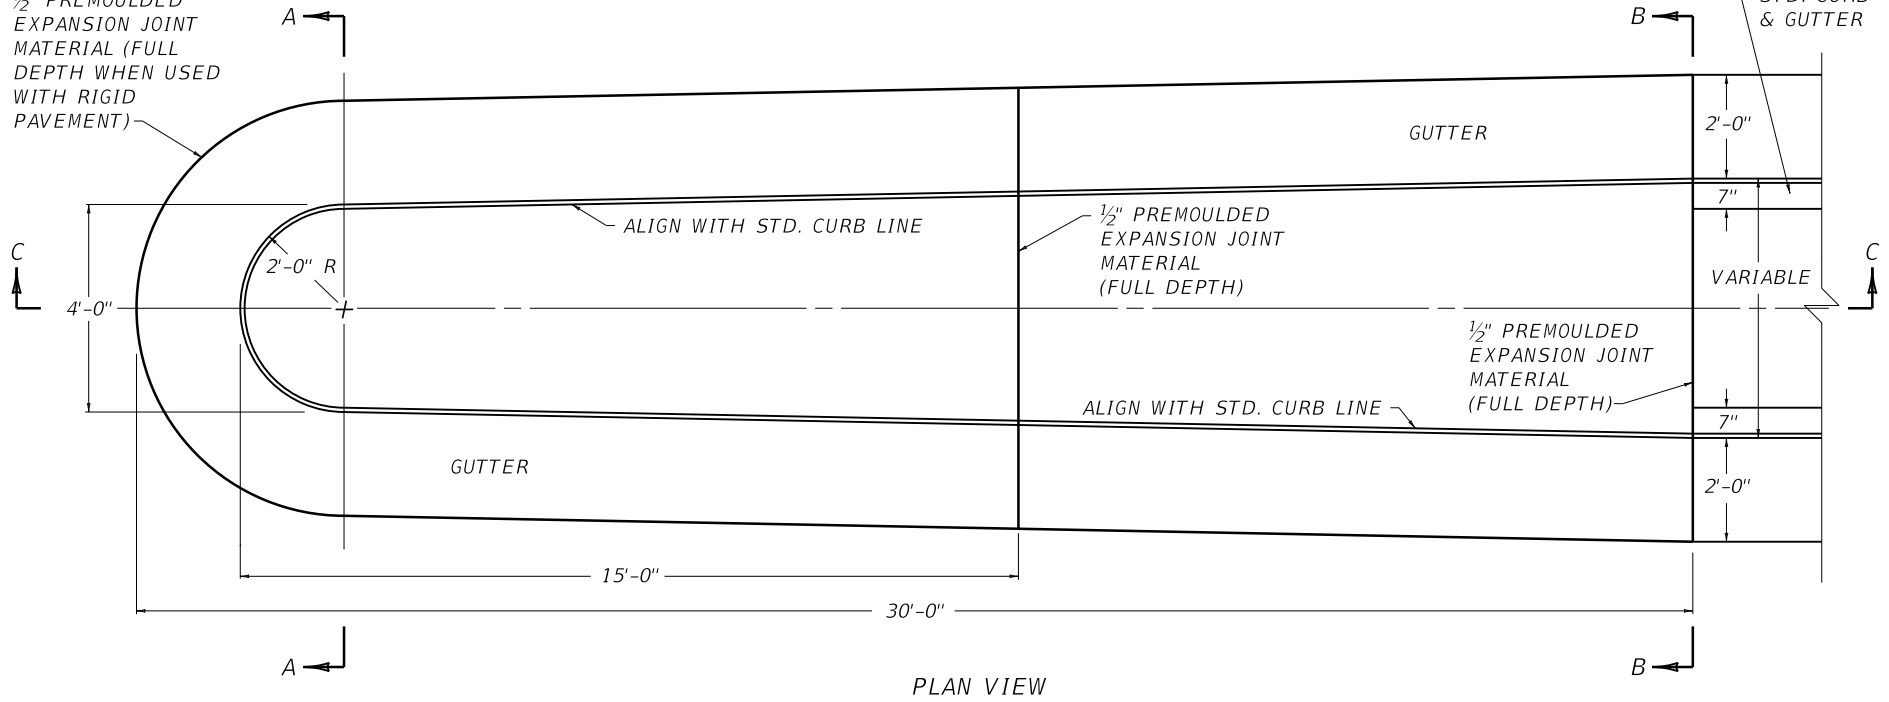 ½" PREMOULDED
EXPANSION JOINT
MATERIAL (FULL
DEPTH WHEN USED
WITH RIGID
PAVEMENT)
A
B
STD. CURB
& GUTTER
2'-0"
GUTTER
7"
ALIGN WITH STD. CURB LINE
½" PREMOULDED
EXPANSION JOINT
MATERIAL
(FULL DEPTH)
C
C
2'-0" R
VARIABLE
4'-0"
½" PREMOULDED
EXPANSION JOINT
MATERIAL
(FULL DEPTH)
ALIGN WITH STD. CURB LINE
7"
GUTTER
2'-0"
15'-0"
30'-0"
A
B
PLAN VIEW